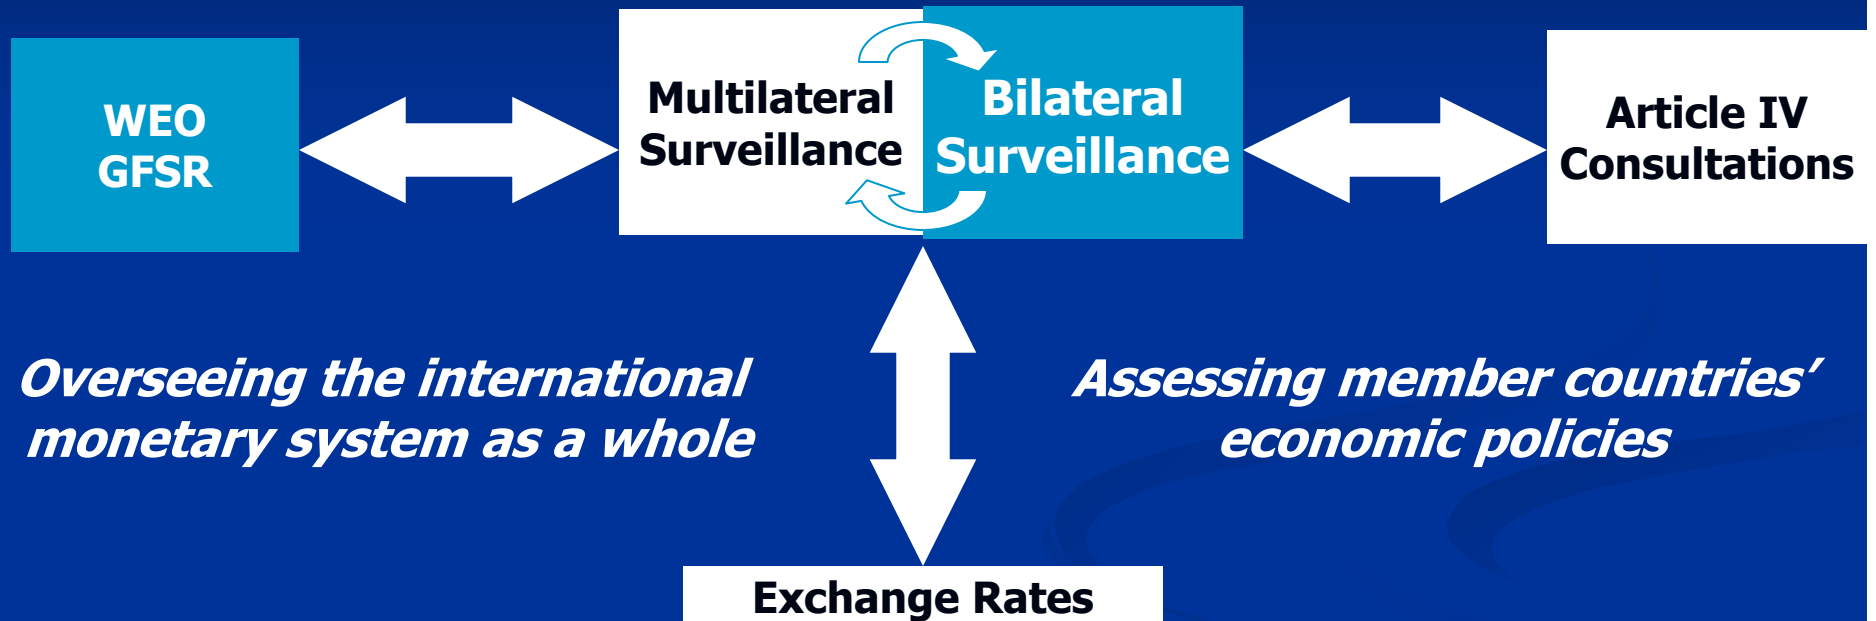 WEO
GFSR
Multilateral
Surveillance
Bilateral
Surveillance
Article IV
Consultations
Overseeing the international
monetary system as a whole
Assessing member countries’
economic policies
Exchange Rates